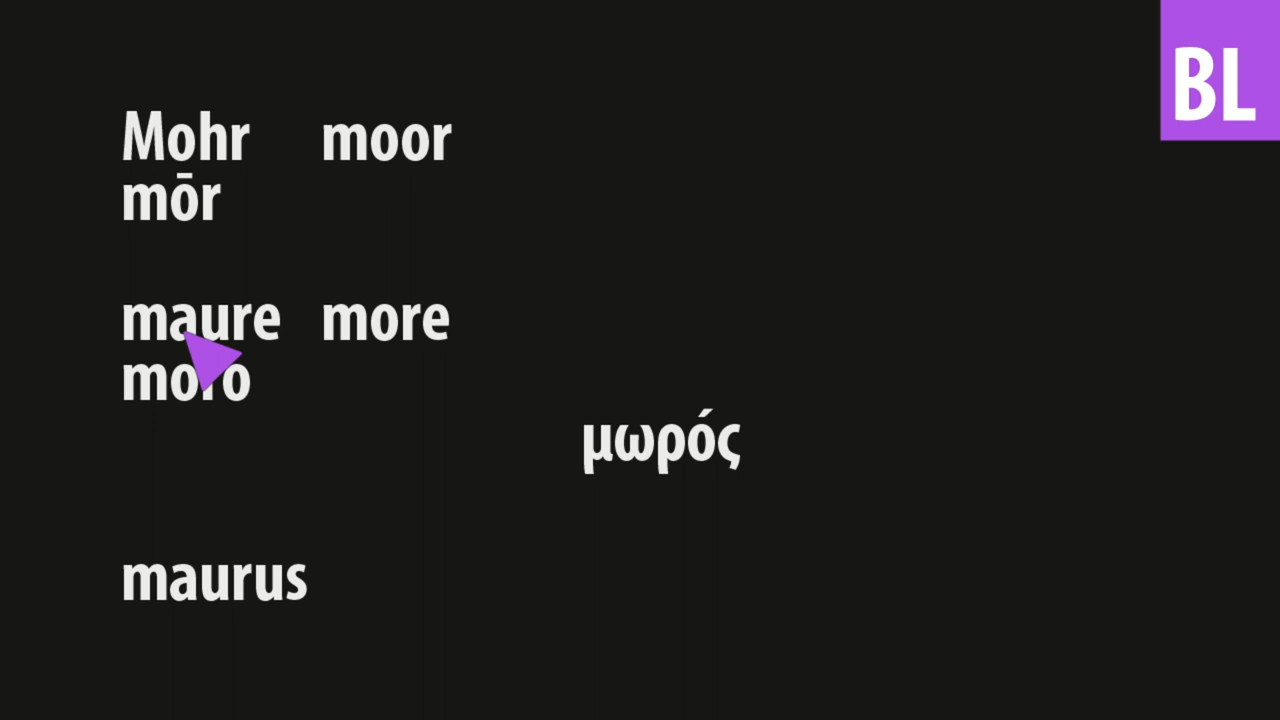 BL
Mohr moor
mōr
maure more
moro
μωρός
maurus